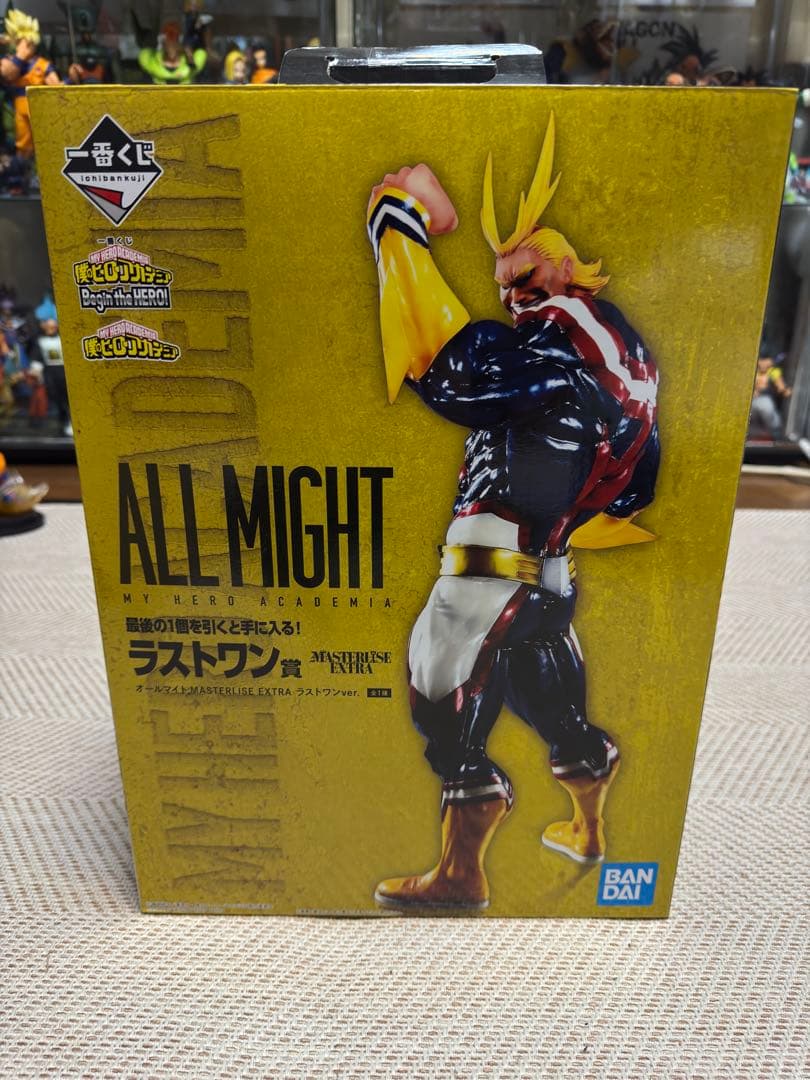 GCN
一番くじ
ichibankuji
一番くじ
MY HERO ACADEMIA
僕のヒーローアカデミア
Begin the HERO!
MY HERO ACADEMIA
僕のヒーローアカデミア
ALL MIGHT
MY HERO ACADEMIA
最後の1個を引くと手に入る!
ラストワン賞
MASTERLISE
EXTRA
オールマイト;MASTERLISE EXTRA ラストワンver.
全1種
BAN
DAI